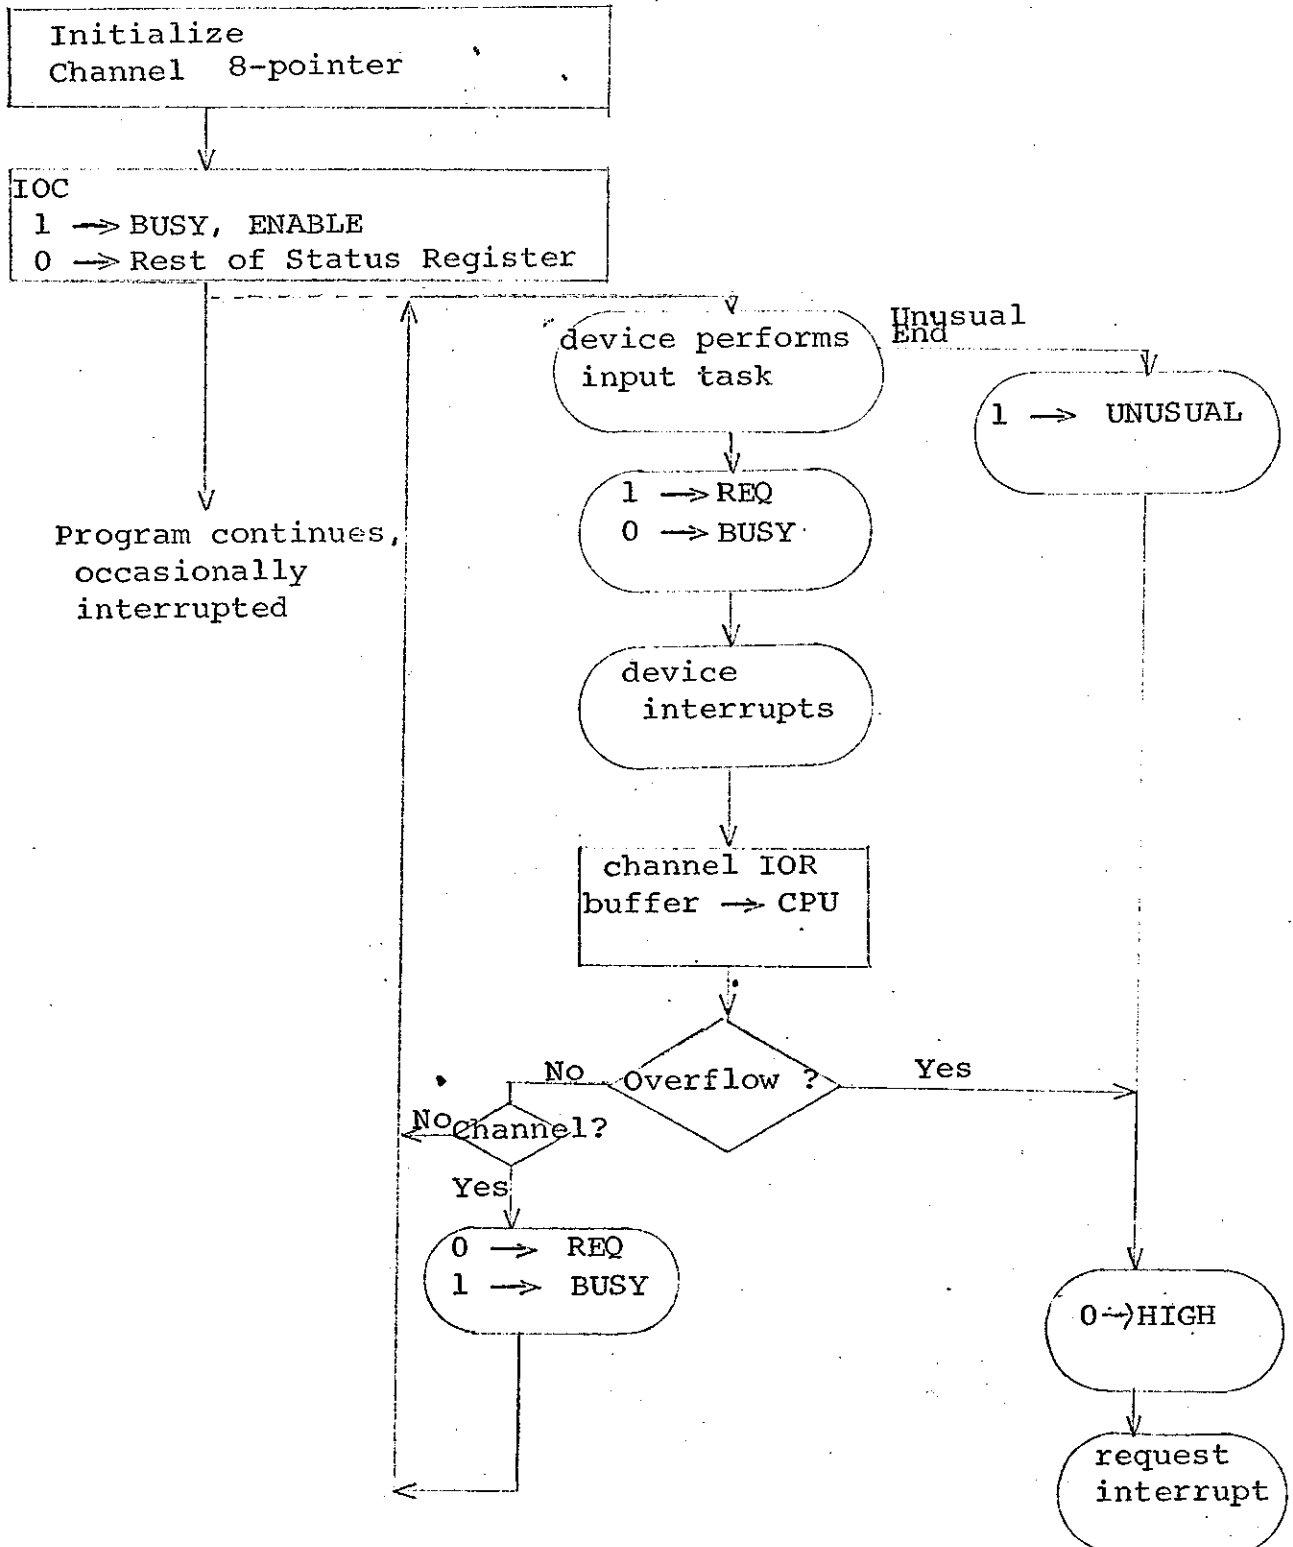 Initialize
Channel 8-pointer
IOC
1 → BUSY, ENABLE
0 → Rest of Status Register
device performs
input task
Unusual
End
1 → UNUSUAL
1 → REQ
0 → BUSY
Program continues,
occasionally
interrupted
device
interrupts
channel IOR
buffer → CPU
Overflow ?
No
Yes
Channel?
No
Yes
0 → REQ
1 → BUSY
0→HIGH
request
interrupt